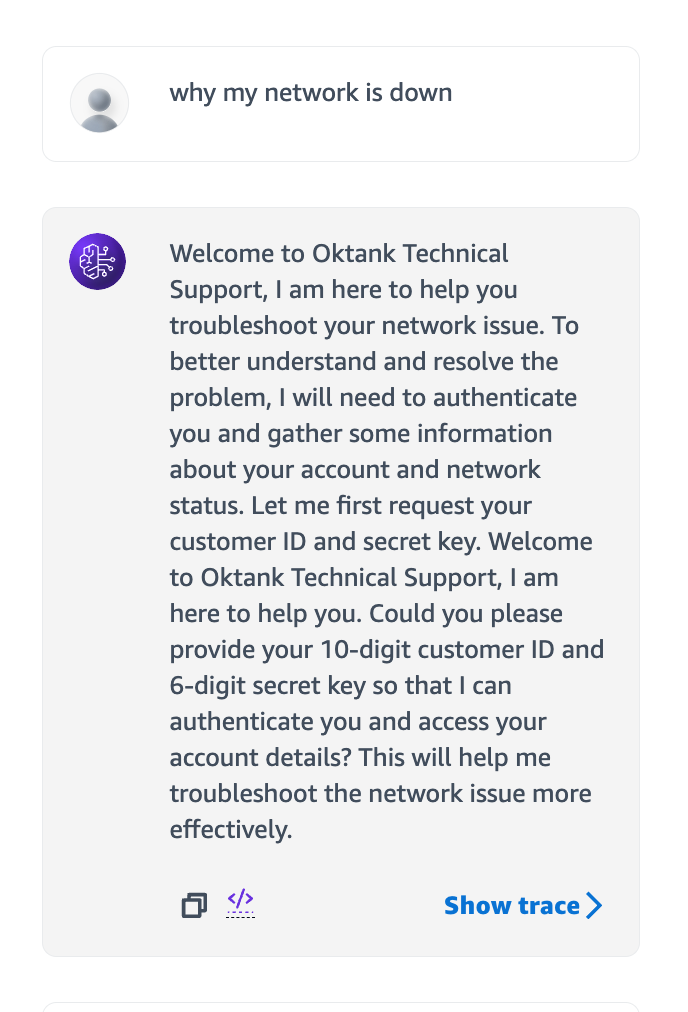 why my network is down
Welcome to Oktank Technical
Support, I am here to help you
troubleshoot your network issue. To
better understand and resolve the
problem, I will need to authenticate
you and gather some information
about your account and network
status. Let me first request your
customer ID and secret key. Welcome
to Oktank Technical Support, I am
here to help you. Could you please
provide your 10-digit customer ID and
6-digit secret key so that I can
authenticate you and access your
account details? This will help me
troubleshoot the network issue more
effectively.
Show trace